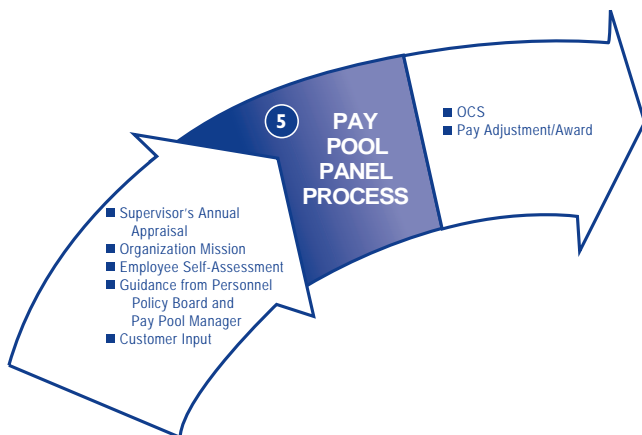 5
PAY
POOL
PANEL
PROCESS
■ OCS
■ Pay Adjustment/Award
■ Supervisor's Annual
Appraisal
■ Organization Mission
■ Employee Self-Assessment
■ Guidance from Personnel
Policy Board and
Pay Pool Manager
■ Customer Input